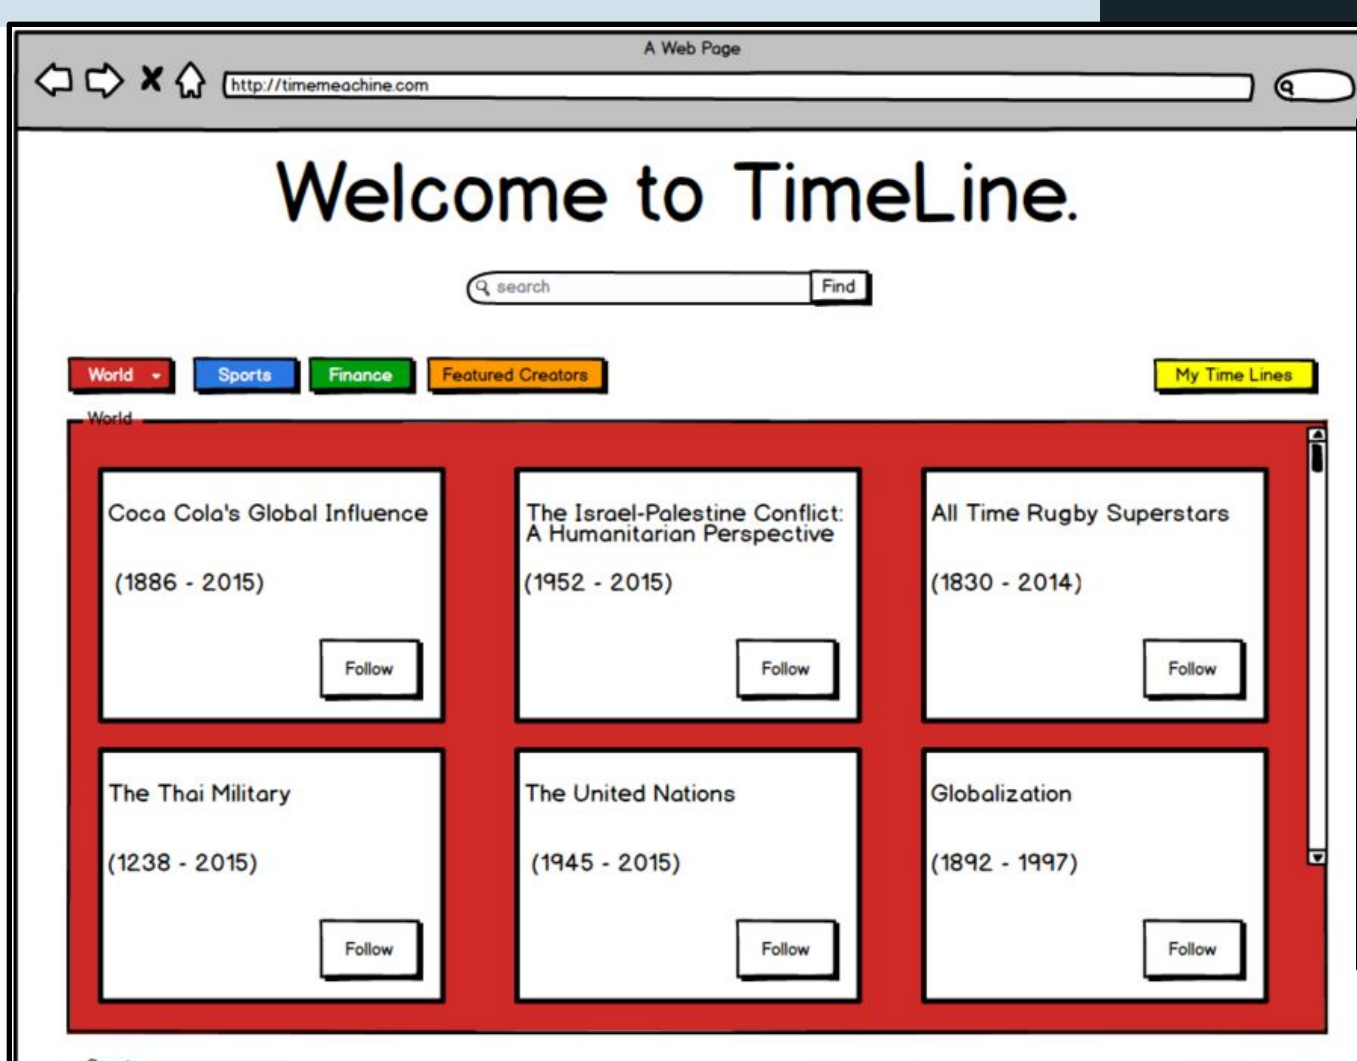 A Web Page
http://timemeachine.com
Welcome to TimeLine.
search
Find
World
Sports
Finance
Featured Creators
My Time Lines
World
Coca Cola's Global Influence
(1886 - 2015)
Follow
The Israel-Palestine Conflict:
A Humanitarian Perspective
(1952 - 2015)
Follow
All Time Rugby Superstars
(1830 - 2014)
Follow
The Thai Military
(1238 - 2015)
Follow
The United Nations
(1945 - 2015)
Follow
Globalization
(1892 - 1997)
Follow